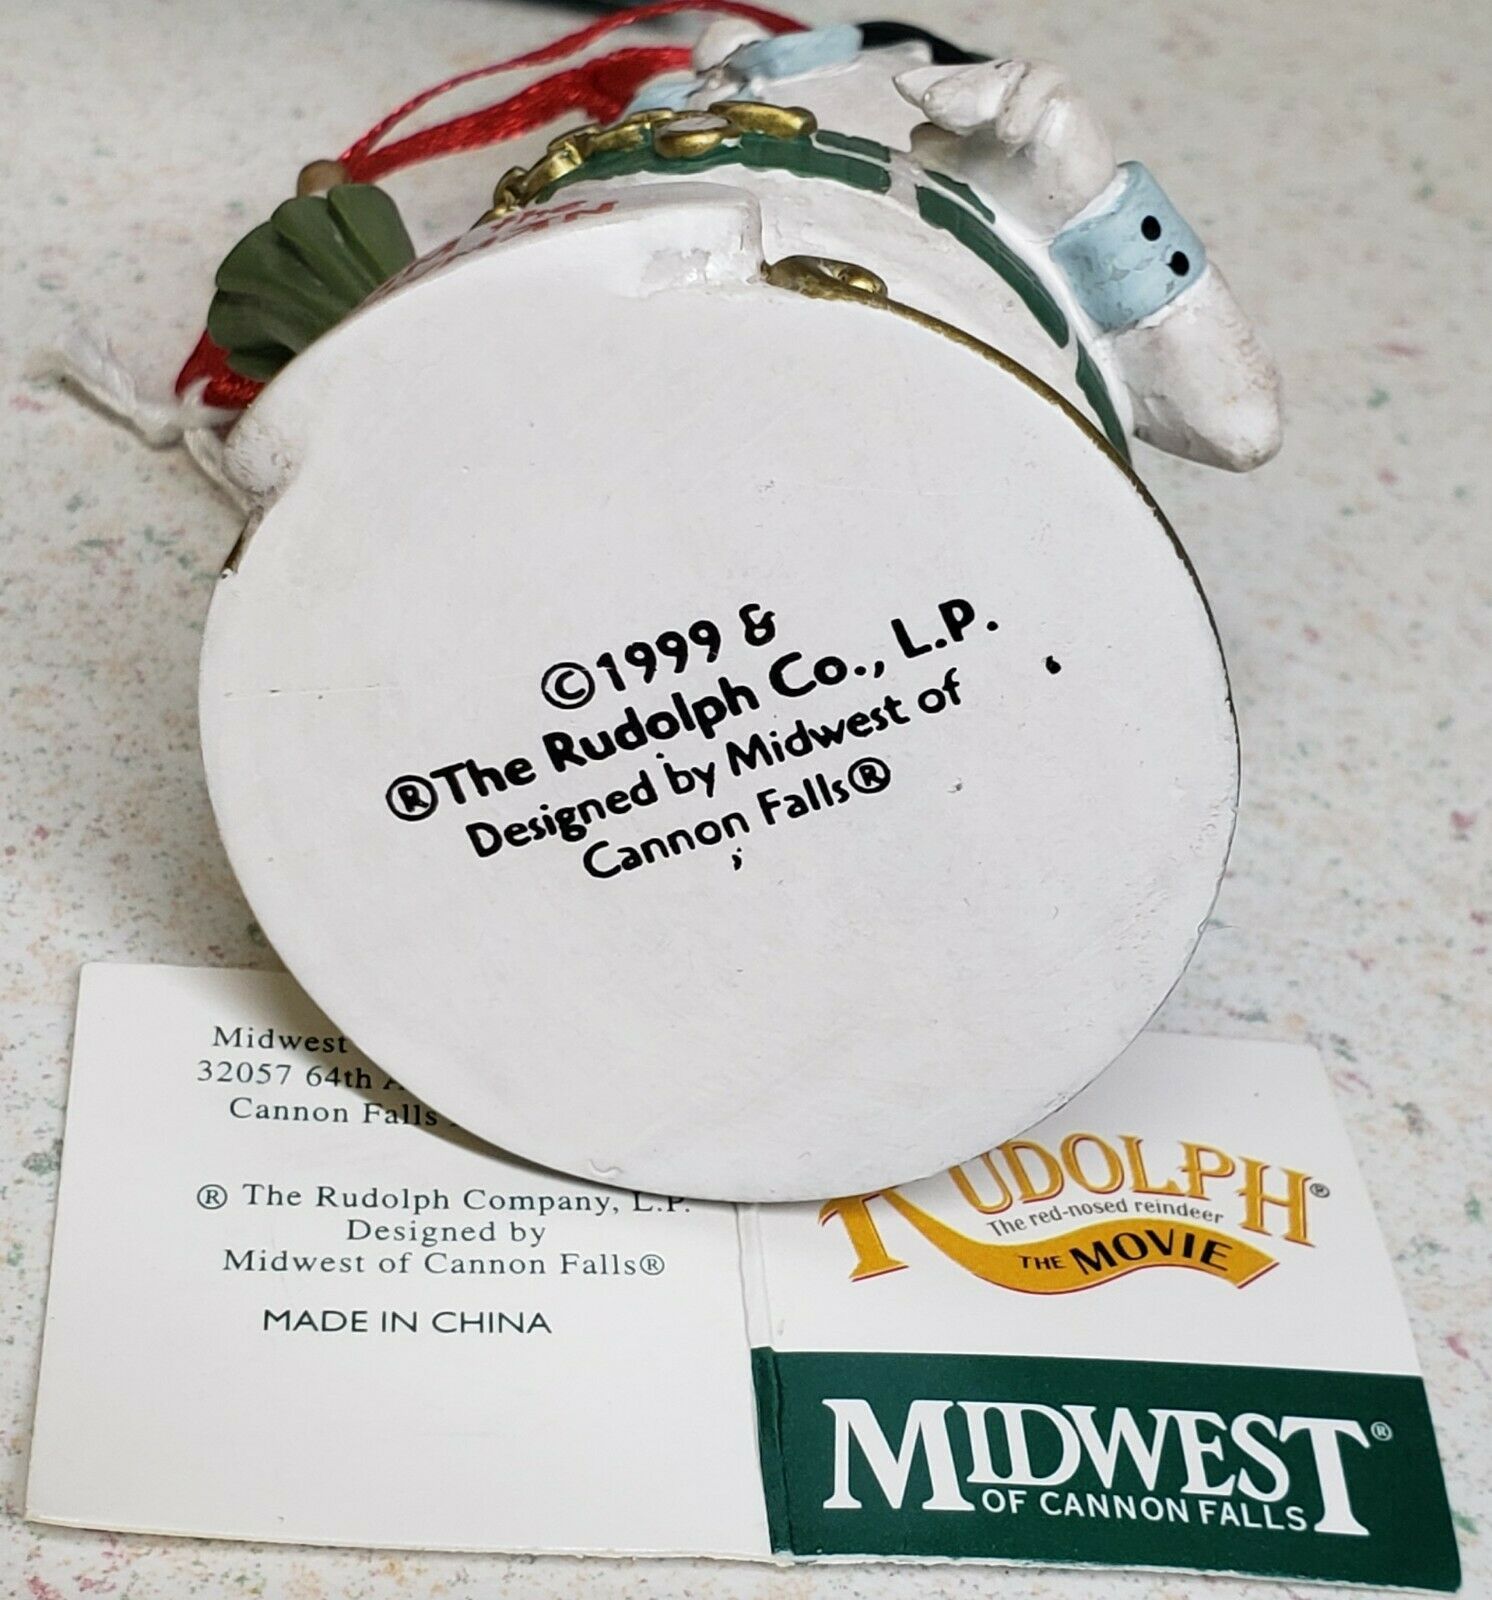 ©1999 &
®The Rudolph Co., L.P.
Designed by Midwest of
Cannon Falls®
Midwest
32057 64th
Cannon Falls
® The Rudolph Company, L.P.
Designed by
Midwest of Cannon Falls®
MADE IN CHINA
RUDOLPH®
The red-nosed reindeer
THE MOVIE
MIDWEST®
OF CANNON FALLS